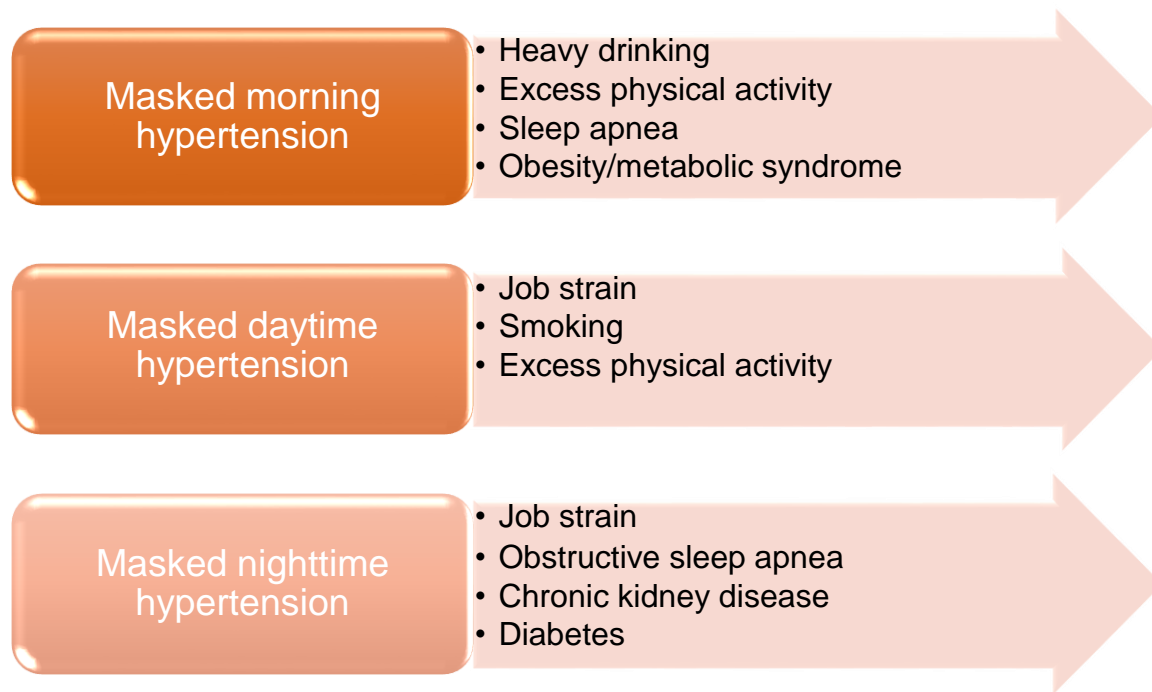 Masked morning
hypertension
• Heavy drinking
• Excess physical activity
• Sleep apnea
• Obesity/metabolic syndrome
Masked daytime
hypertension
• Job strain
• Smoking
• Excess physical activity
Masked nighttime
hypertension
• Job strain
• Obstructive sleep apnea
• Chronic kidney disease
• Diabetes